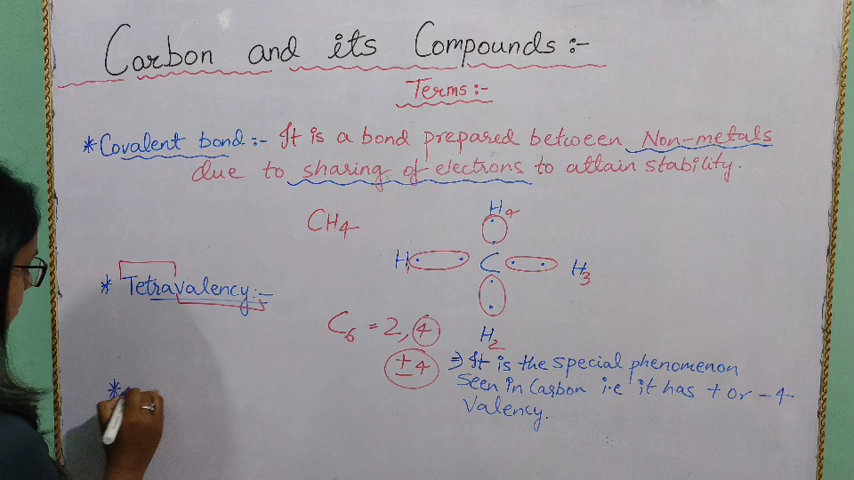 Carbon and its Compounds:-
Terms:-
*Covalent bond:- It is a bond prepared between Non-metals
due to sharing of electrons to attain stability.
CH4
H4
H C H3
H2
* Tetravalency:-
C6 = 2, 4
±4 ⇒ It is the special phenomenon
seen in Carbon i.e it has + or -4
Valency.
*